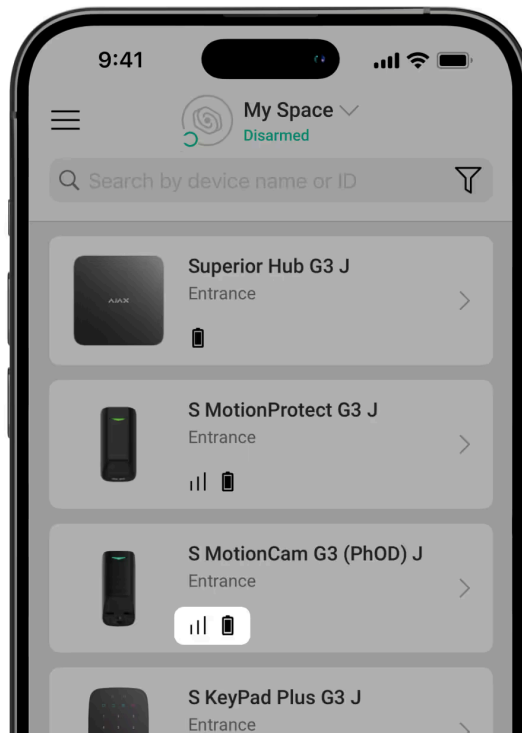 9:41
My Space
Disarmed
Search by device name or ID
Superior Hub G3 J
Entrance
AJAX
S MotionProtect G3 J
Entrance
S MotionCam G3 (PhOD) J
Entrance
S KeyPad Plus G3 J
Entrance